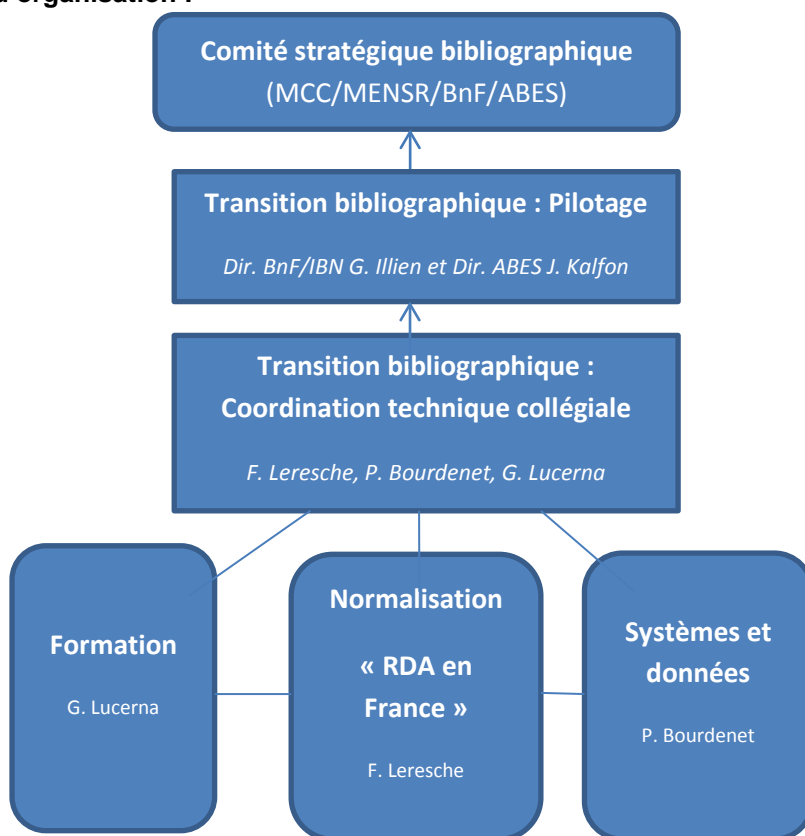 d'organisation :
Comité stratégique bibliographique
(MCC/MENSR/BnF/ABES)
Transition bibliographique : Pilotage
Dir. BnF/IBN G. Illien et Dir. ABES J. Kalfon
Transition bibliographique :
Coordination technique collégiale
F. Leresche, P. Bourdenet, G. Lucerna
Formation
G. Lucerna
Normalisation
« RDA en
France »
F. Leresche
Systèmes et
données
P. Bourdenet